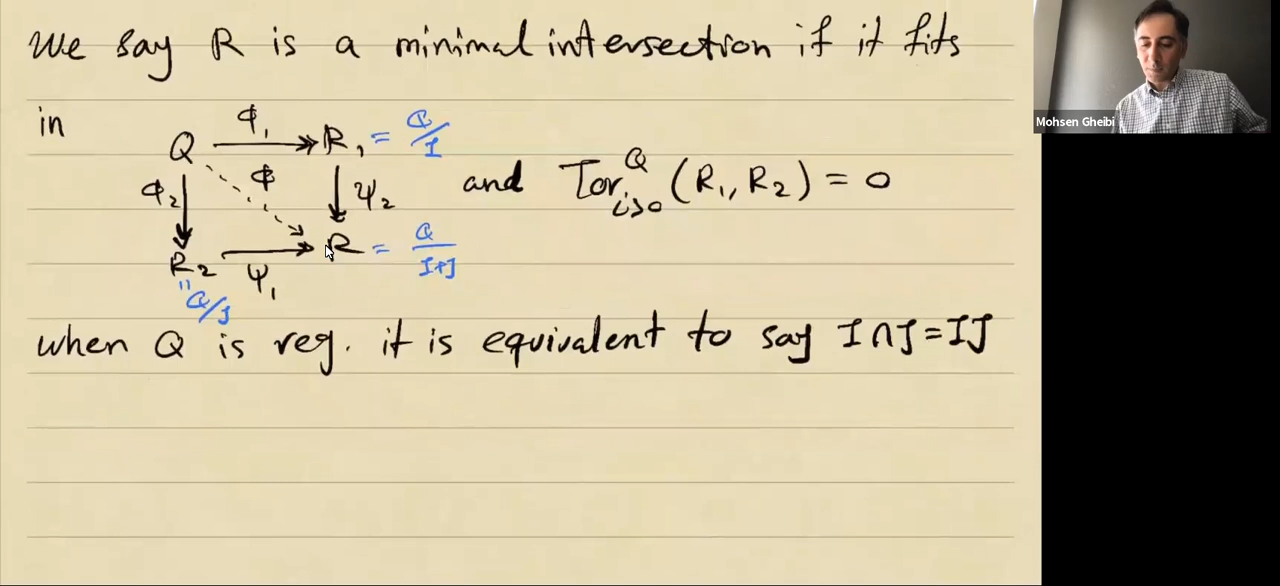 We say R is a minimal intersection if it fits
in
Q Φ₁ R₁ = Q/I
Φ₂ Φ ψ₂ and Tor^Q_{i>0} (R₁, R₂) = 0
R₂ ψ₁ R = Q/I+J
" Q/J
when Q is reg. it is equivalent to say I∩J=IJ
Mohsen Gheibi